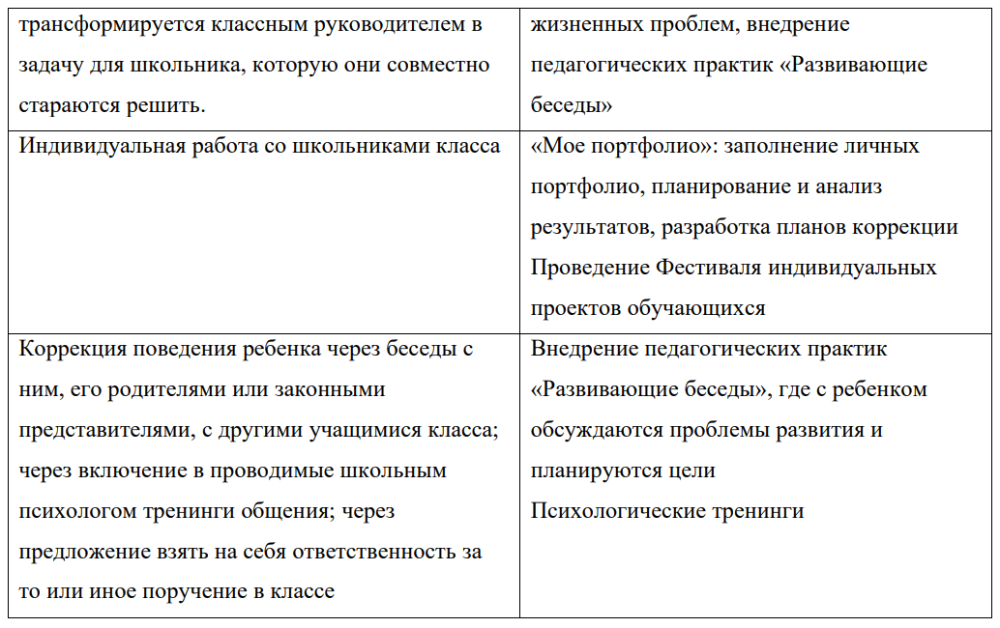 трансформируется классным руководителем в
задачу для школьника, которую они совместно
стараются решить.
жизненных проблем, внедрение
педагогических практик «Развивающие
беседы»
Индивидуальная работа со школьниками класса
«Мое портфолио»: заполнение личных
портфолио, планирование и анализ
результатов, разработка планов коррекции
Проведение Фестиваля индивидуальных
проектов обучающихся
Коррекция поведения ребенка через беседы с
ним, его родителями или законными
представителями, с другими учащимися класса;
через включение в проводимые школьным
психологом тренинги общения; через
предложение взять на себя ответственность за
то или иное поручение в классе
Внедрение педагогических практик
«Развивающие беседы», где с ребенком
обсуждаются проблемы развития и
планируются цели
Психологические тренинги